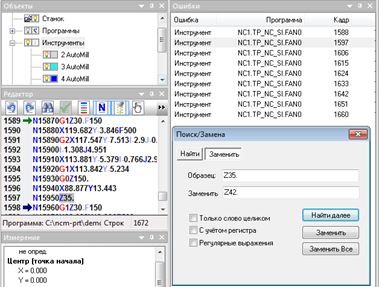 Объекты
Станок
Программы
Инструменты
2 AutoMill
3 AutoMill
4 AutoMill
Редактор
1589 N15870G1Z30.F150
1590 N15880X119.682Y3.846F500
1591
1592 N15900I1.308J4.951
1593 N15910X113.881Y5.379I0.766J2.9
1594 N15920G1X113.842Y5.234
1595 N15930G0Z150.
1596 N15940X88.877Y13.443
1597 N15950Z35.
1598 N15960G1Z30.F150
Программа: C:\ncm-prt\demo Строк 1672
Измерение
не опред.
Центр (точка начала)
X = 0.000
Y = 0.000
Ошибки
Ошибка Программа Кадр
Инструмент NC1.TP_NC_SI.FAN0 1588
Инструмент NC1.TP_NC_SI.FAN0 1597
Инструмент NC1.TP_NC_SI.FAN0 1606
Инструмент NC1.TP_NC_SI.FAN0 1615
Инструмент NC1.TP_NC_SI.FAN0 1624
Инструмент NC1.TP_NC_SI.FAN0 1633
Инструмент NC1.TP_NC_SI.FAN0 1642
Инструмент NC1.TP_NC_SI.FAN0 1651
Инструмент NC1.TP_NC_SI.FAN0 1660
Поиск/Замена
Найти Заменить
Образец: Z35.
Заменить Z42.
Только слово целиком
С учётом регистра
Регулярные выражения
Найти далее
Заменить
Заменить Все